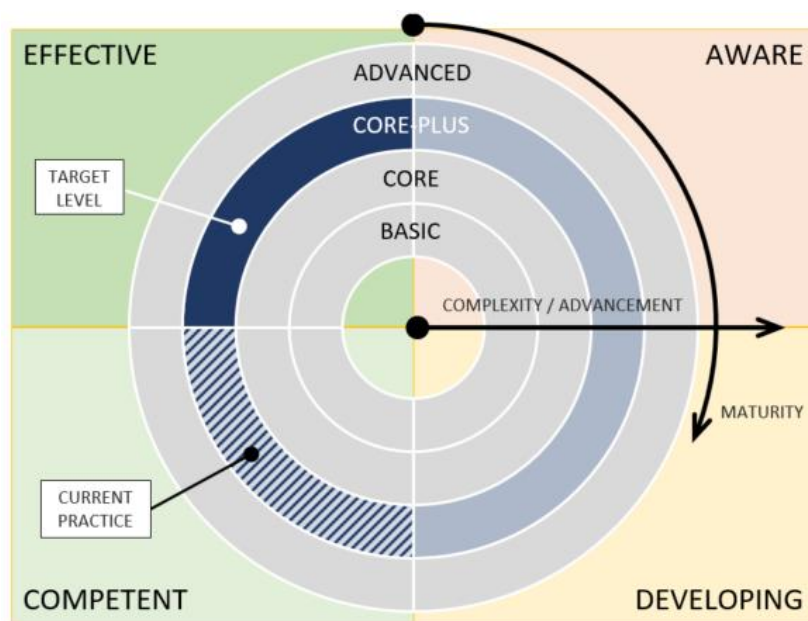 EFFECTIVE
AWARE
ADVANCED
CORE-PLUS
TARGET
LEVEL
CORE
BASIC
COMPLEXITY / ADVANCEMENT
MATURITY
CURRENT
PRACTICE
COMPETENT
DEVELOPING